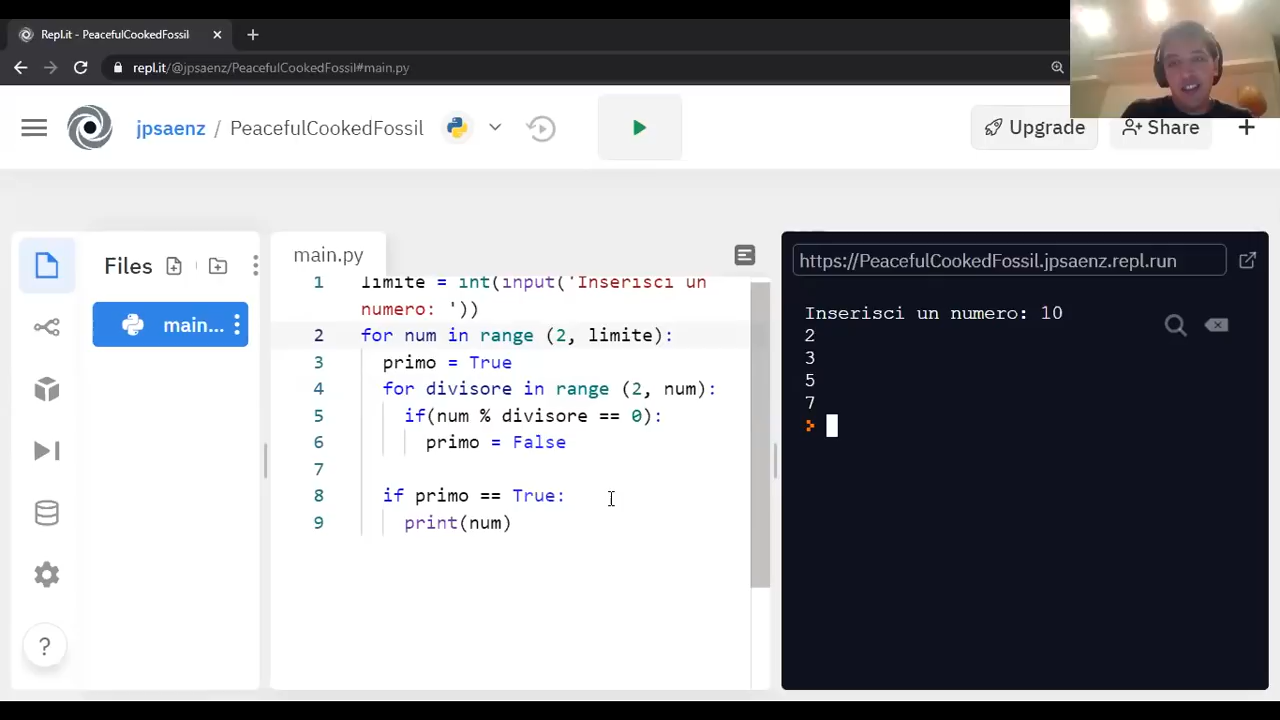 Repl.it - PeacefulCookedFossil
repl.it/@jpsaenz/PeacefulCookedFossil#main.py
jpsaenz / PeacefulCookedFossil
Upgrade
Share
Files
main...
main.py
1 limite = int(input('Inserisci un
numero: '))
2 for num in range (2, limite):
3 primo = True
4 for divisore in range (2, num):
5 if(num % divisore == 0):
6 primo = False
7
8 if primo == True:
9 print(num)
?
https://PeacefulCookedFossil.jpsaenz.repl.run
Inserisci un numero: 10
2
3
5
7